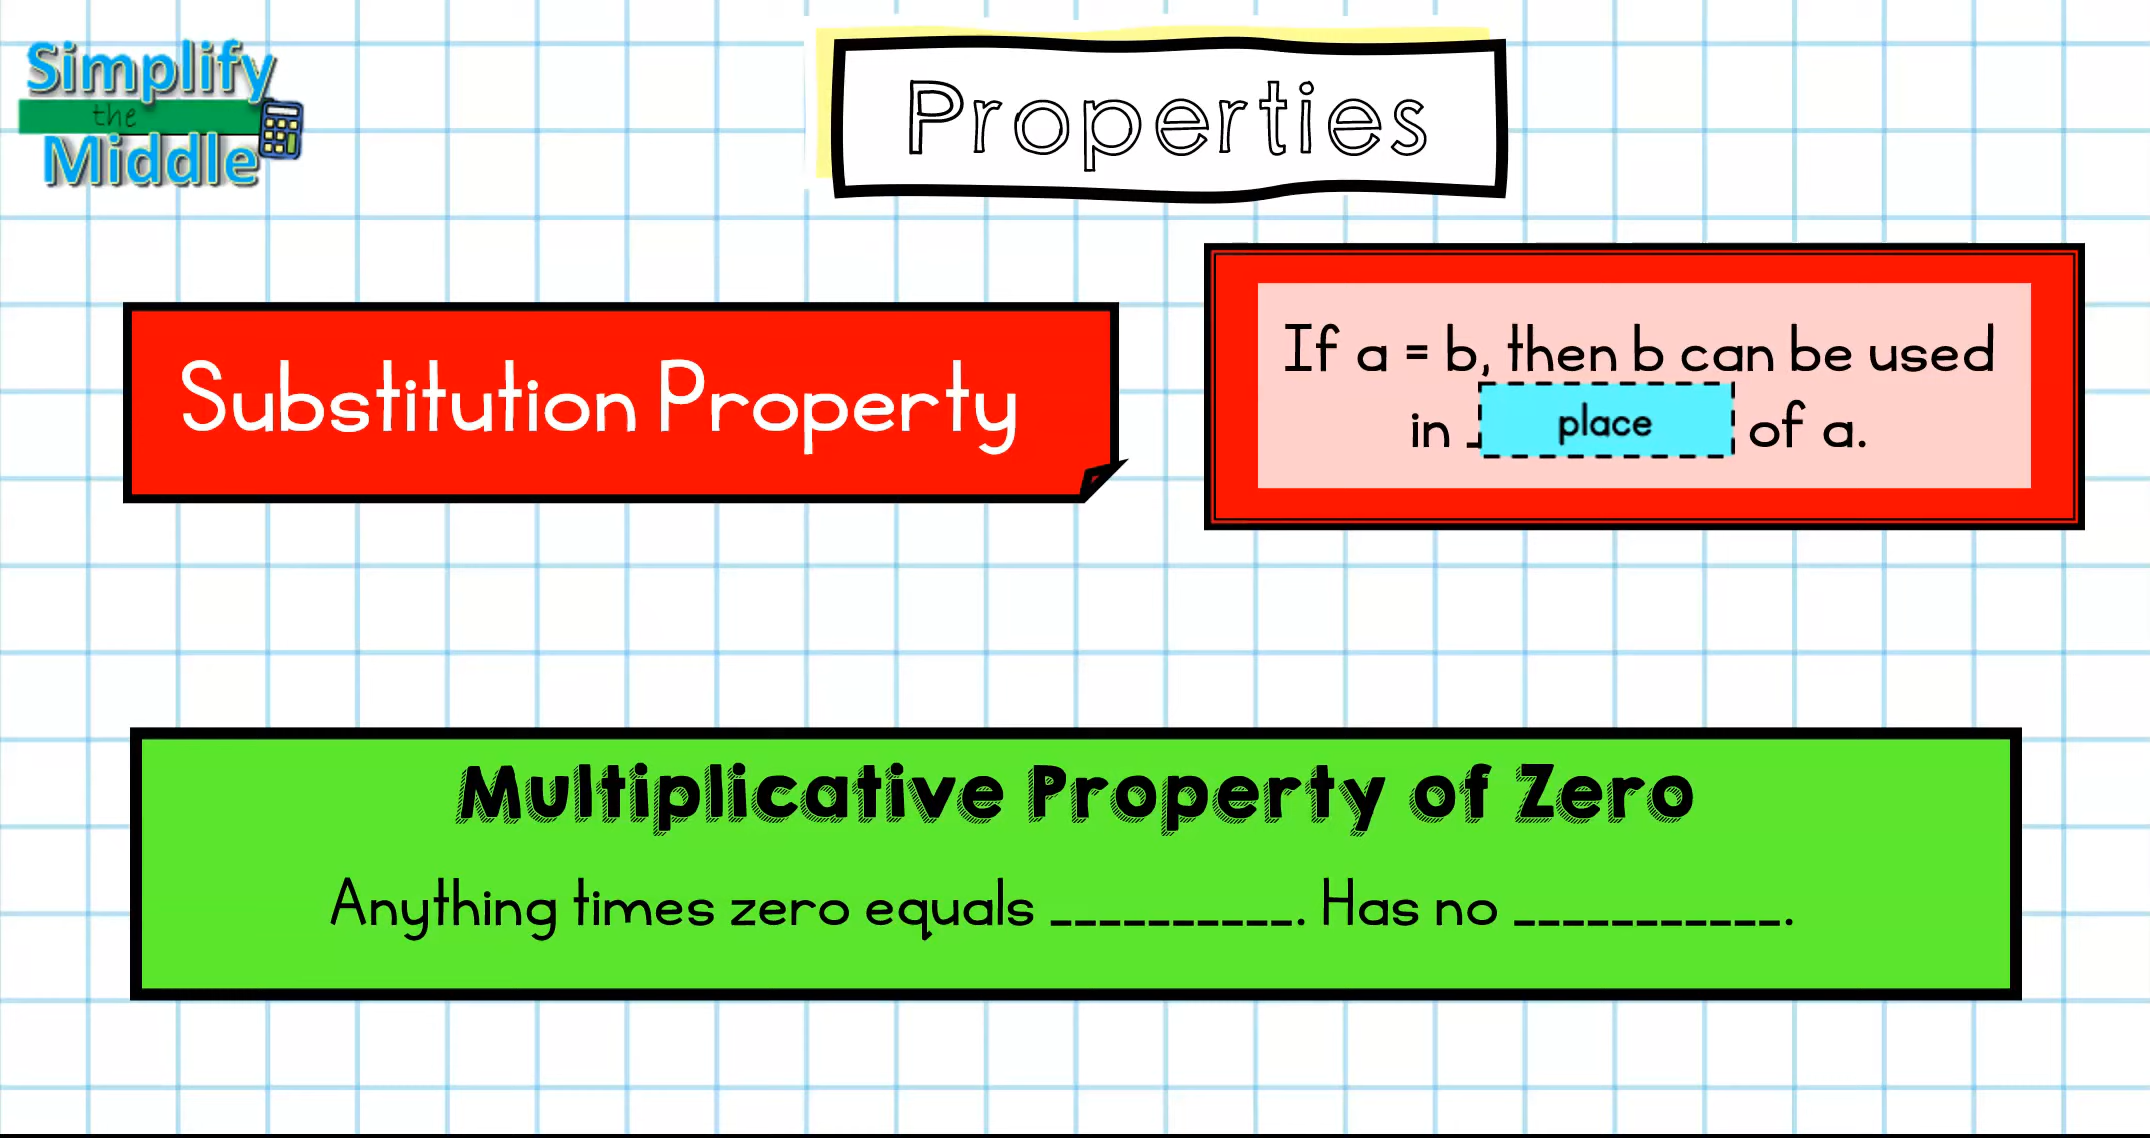 Simplify
the
Middle
Properties
Substitution Property
If a = b, then b can be used
in _ place of a.
Multiplicative Property of Zero
Anything times zero equals __________. Has no ___________.